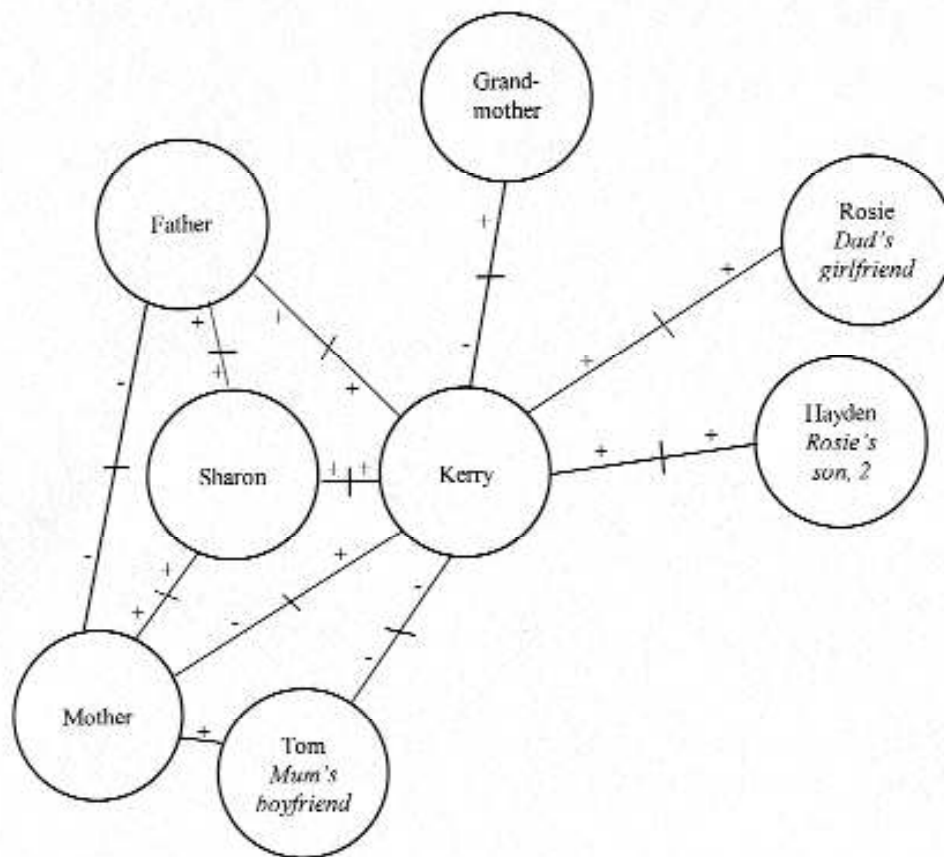 Grand-
mother
Father
Rosie
Dad's
girlfriend
Hayden
Rosie's
son, 2
Sharon
Kerry
Mother
Tom
Mum's
boyfriend
+
-
+
+
+
+
+
+
+
+
-
-
+
+
+
+
+
-
-
-
+